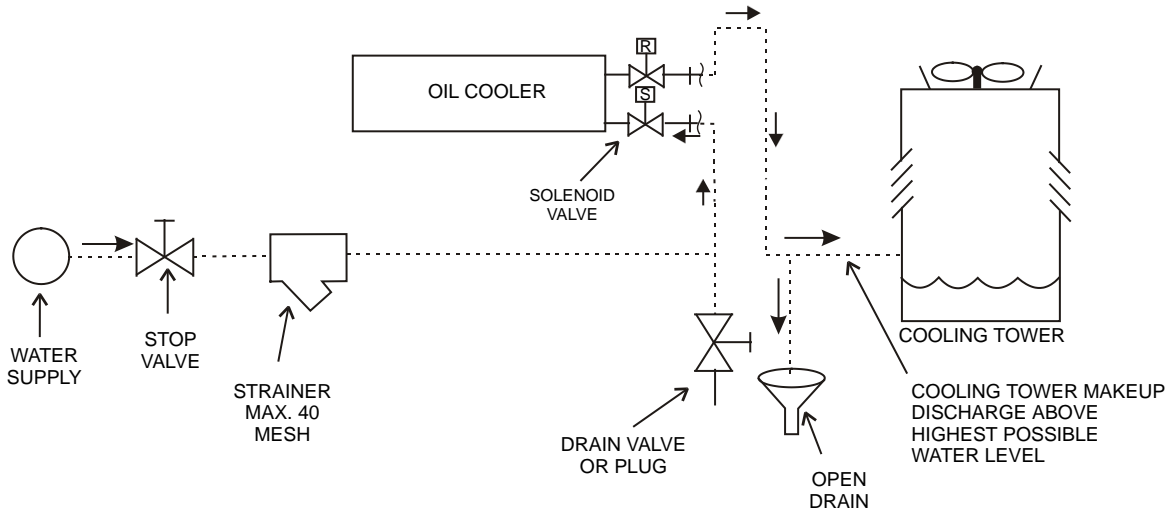 R
OIL COOLER
S
SOLENOID
VALVE
WATER
SUPPLY
STOP
VALVE
STRAINER
MAX. 40
MESH
DRAIN VALVE
OR PLUG
OPEN
DRAIN
COOLING TOWER
COOLING TOWER MAKEUP
DISCHARGE ABOVE
HIGHEST POSSIBLE
WATER LEVEL